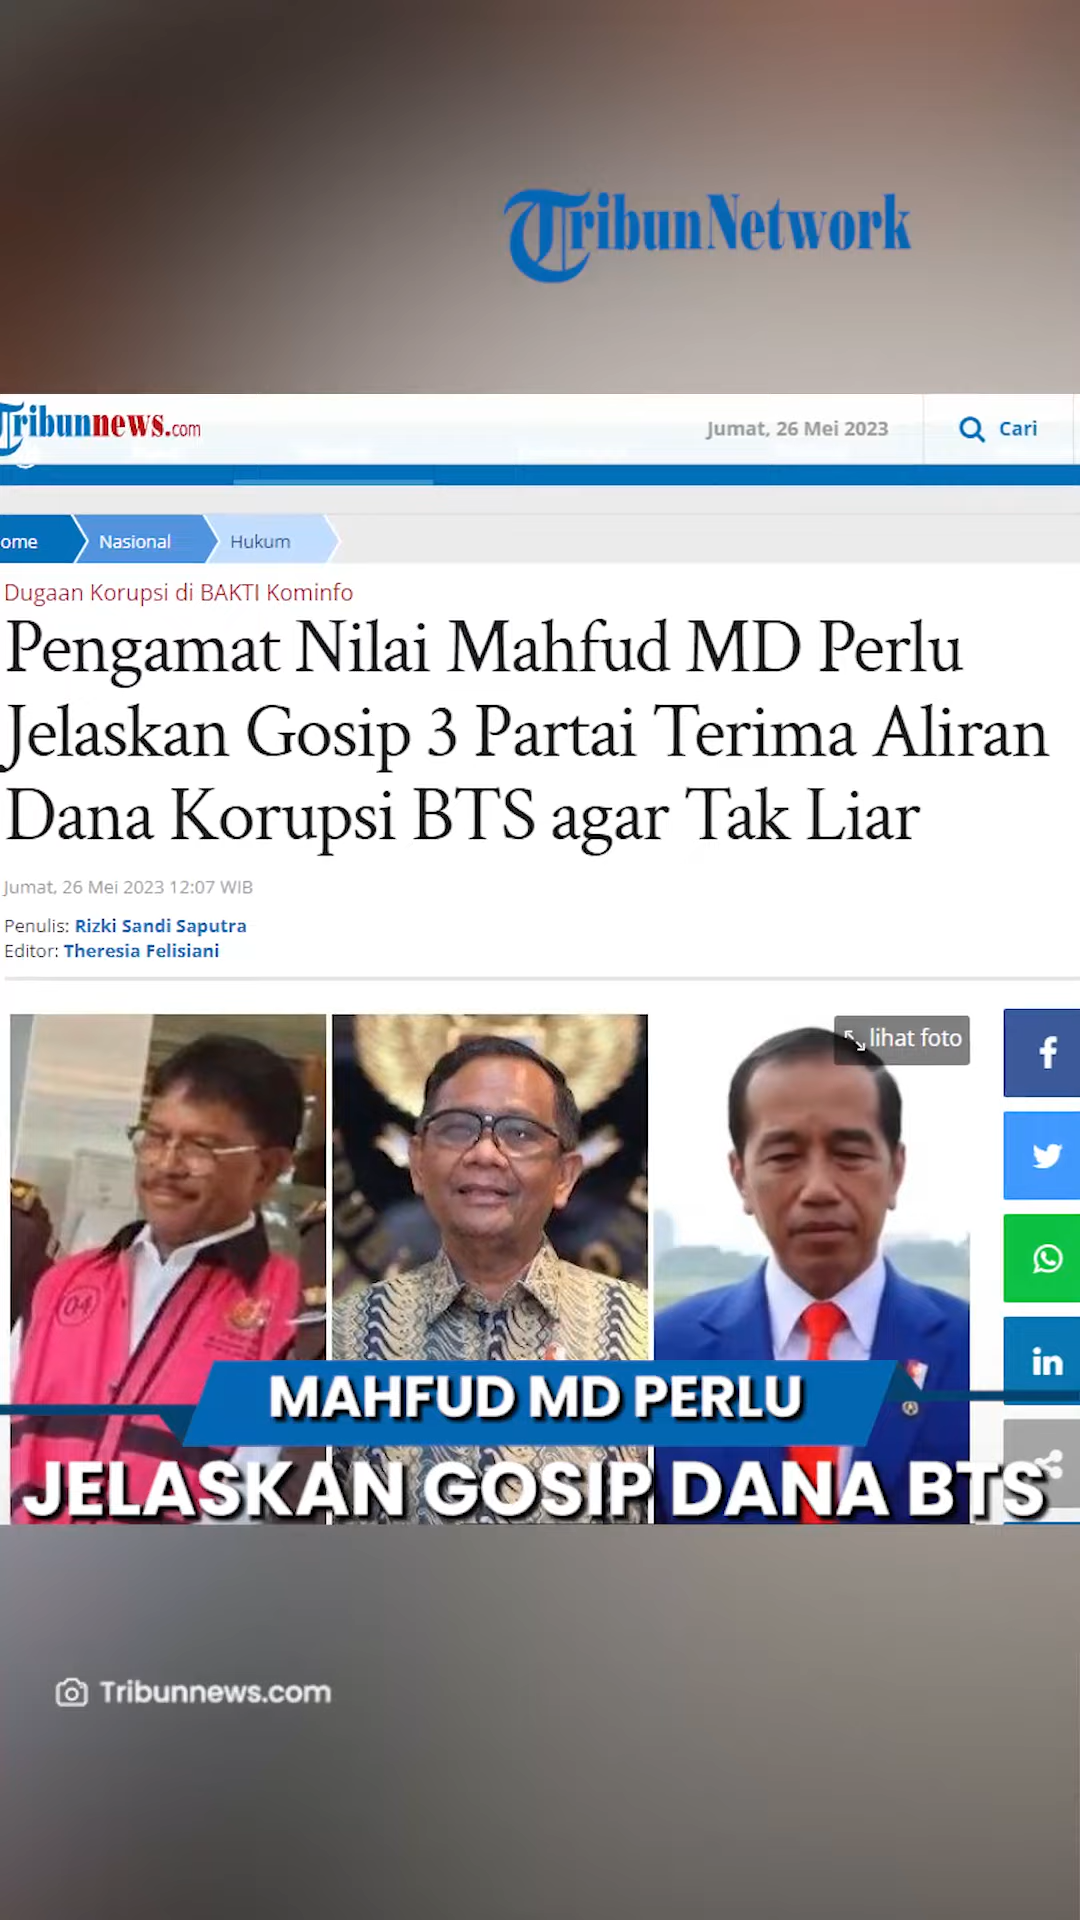 Tribun Network
Tribunnews.com
Jumat, 26 Mei 2023
Cari
ome
Nasional
Hukum
Dugaan Korupsi di BAKTI Kominfo
Pengamat Nilai Mahfud MD Perlu
Jelaskan Gosip 3 Partai Terima Aliran
Dana Korupsi BTS agar Tak Liar
Jumat, 26 Mei 2023 12:07 WIB
Penulis: Rizki Sandi Saputra
Editor: Theresia Felisiani
lihat foto
04
MAHFUD MD PERLU
JELASKAN GOSIP DANA BTS
Tribunnews.com